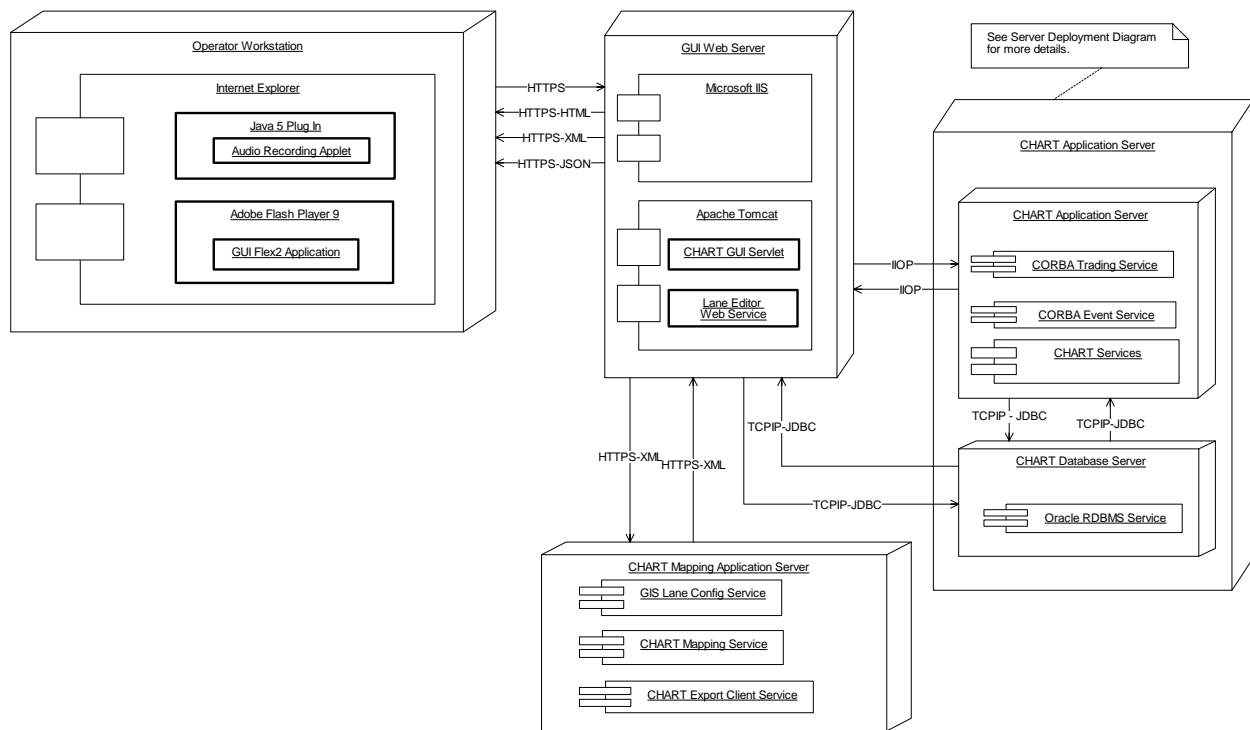 Operator Workstation
Internet Explorer
Java 5 Plug In
Audio Recording Applet
Adobe Flash Player 9
GUI Flex2 Application
HTTPS
HTTPS-HTML
HTTPS-XML
HTTPS-JSON
GUI Web Server
Microsoft IIS
Apache Tomcat
CHART GUI Servlet
Lane Editor
Web Service
See Server Deployment Diagram
for more details.
CHART Application Server
CHART Application Server
IIOP
IIOP
CORBA Trading Service
CORBA Event Service
CHART Services
TCPIP - JDBC
TCPIP-JDBC
CHART Database Server
Oracle RDBMS Service
TCPIP-JDBC
TCPIP-JDBC
HTTPS-XML
HTTPS-XML
CHART Mapping Application Server
GIS Lane Config Service
CHART Mapping Service
CHART Export Client Service